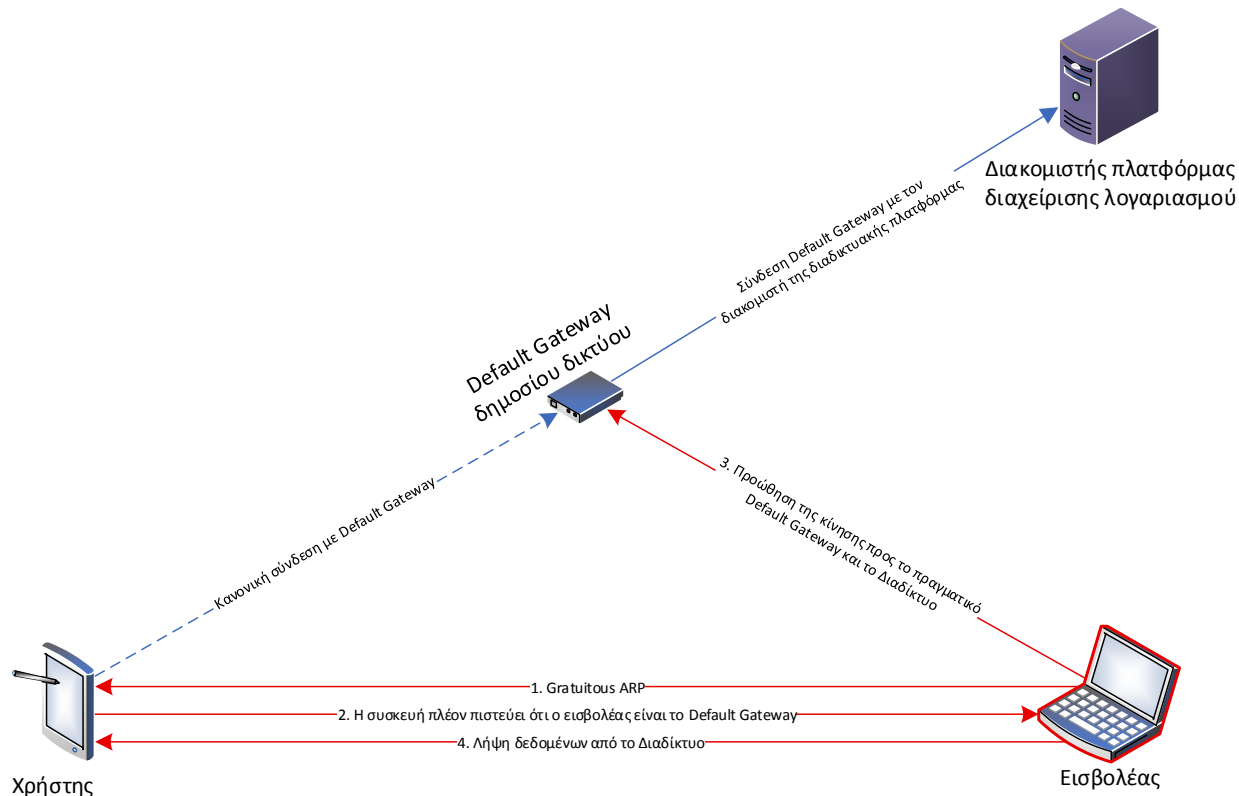 Διακομιστής πλατφόρμας
διαχείρισης λογαριασμού
Σύνδεση Default Gateway με τον
διακομιστή της διαδικτυακής πλατφόρμας
Default Gateway
δημοσίου δικτύου
Κανονική σύνδεση με Default Gateway
3. Προώθηση της κίνησης προς το πραγματικό
Default Gateway και το Διαδίκτυο
1. Gratuitous ARP
2. Η συσκευή πλέον πιστεύει ότι ο εισβολέας είναι το Default Gateway
4. Λήψη δεδομένων από το Διαδίκτυο
Χρήστης
Εισβολέας